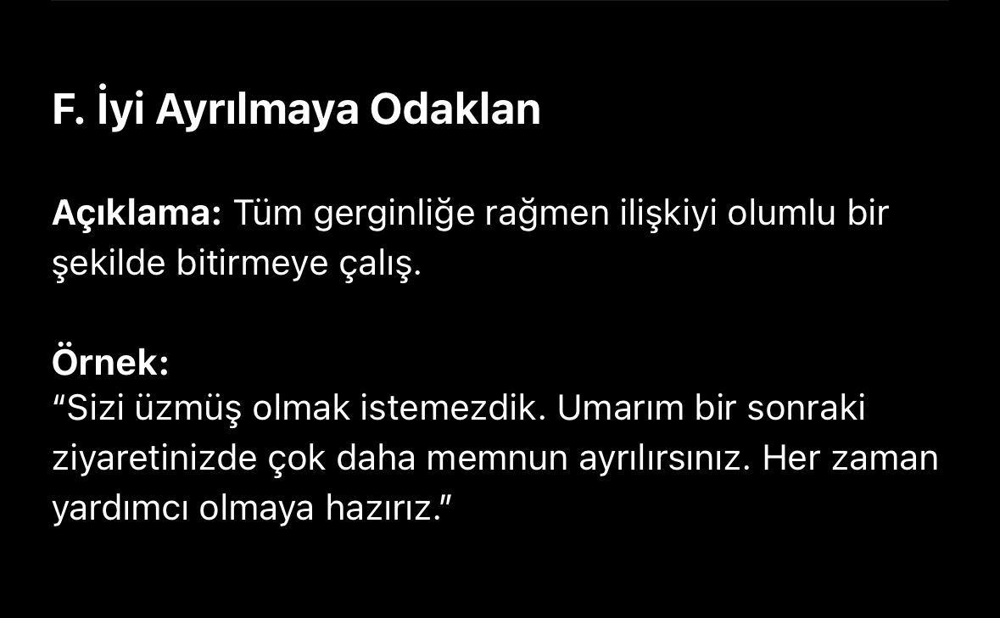 F. İyi Ayrılmaya Odaklan
Açıklama: Tüm gerginliğe rağmen ilişkiyi olumlu bir
şekilde bitirmeye çalış.
Örnek:
“Sizi üzmüş olmak istemezdik. Umarım bir sonraki
ziyaretinizde çok daha memnun ayrılırsınız. Her zaman
yardımcı olmaya hazırız.”